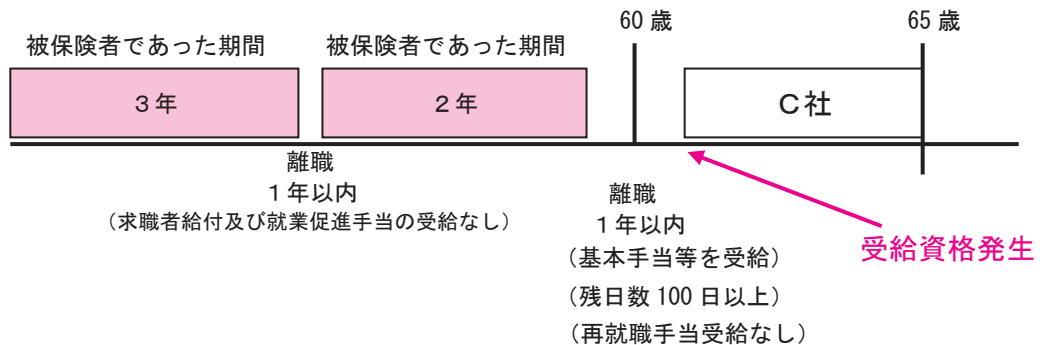 60 歳
65 歳
被保険者であった期間
被保険者であった期間
3年
2年
C社
離職
1年以内
(求職者給付及び就業促進手当の受給なし)
離職
1年以内
(基本手当等を受給)
(残日数 100 日以上)
(再就職手当受給なし)
受給資格発生